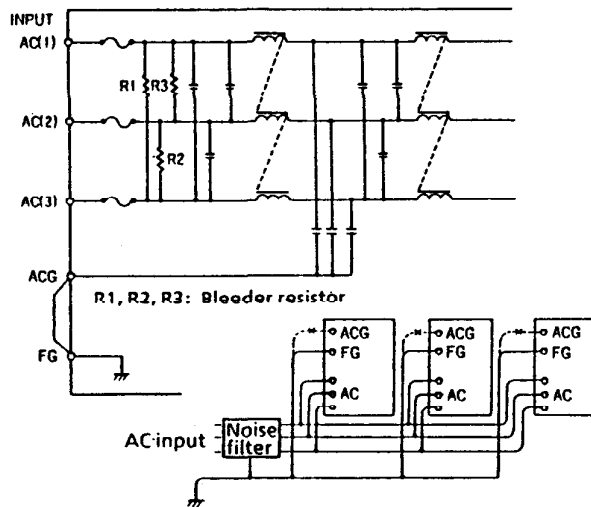 INPUT
AC(1)
R1 R3
AC(2)
R2
AC(3)
ACG
R1, R2, R3: Bleeder resistor
FG
ACG
FG
AC
ACG
FG
AC
ACG
FG
AC
AC-input
Noise
filter